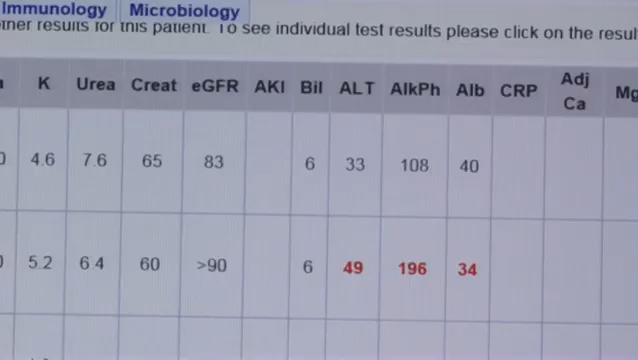 Immunology Microbiology
other results for this patient. To see individual test results please click on the resul
K Urea Creat eGFR AKI Bil ALT AlkPh Alb CRP Adj Ca Mg
0 4.6 7.6 65 83 6 33 108 40
0 5.2 6.4 60 >90 6 49 196 34